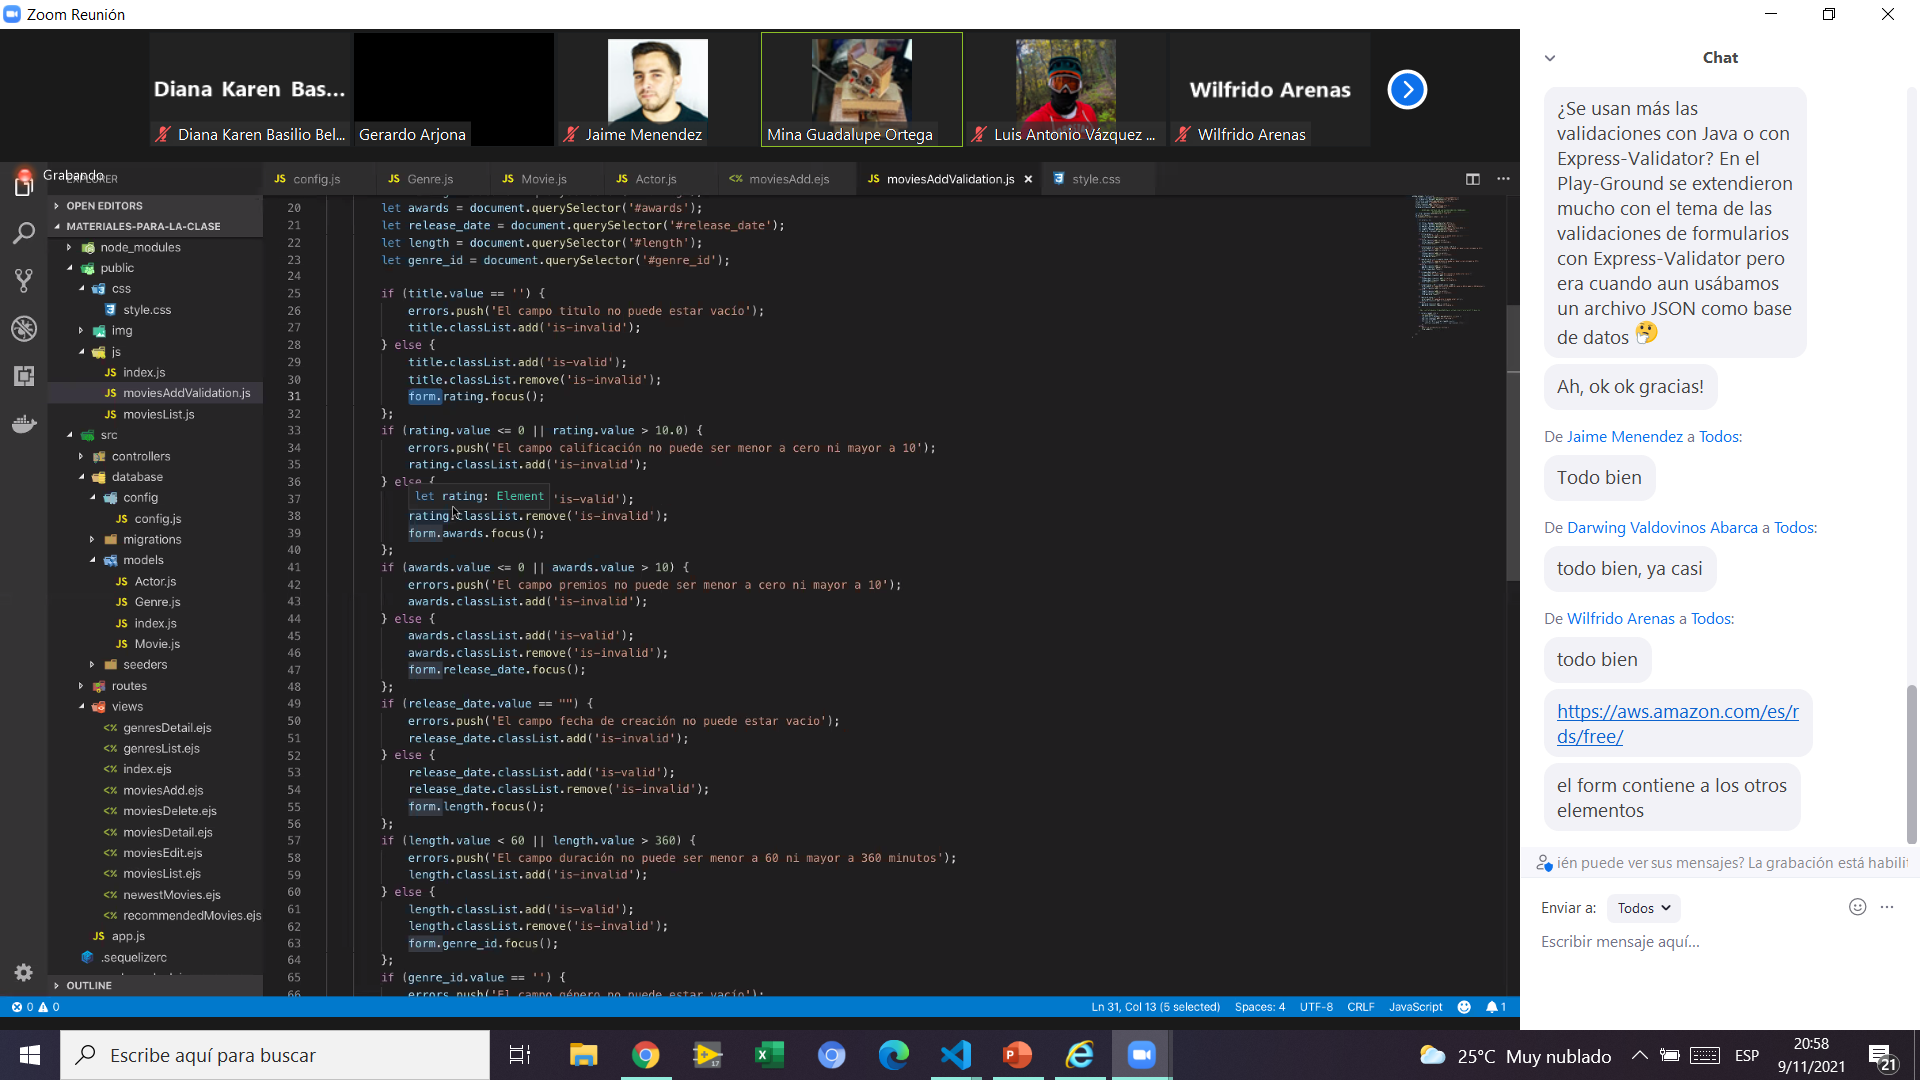 Zoom Reunión
Diana Karen Bas...
Diana Karen Basilio Bel...
Gerardo Arjona
Jaime Menendez
Mina Guadalupe Ortega
Luis Antonio Vázquez ...
Wilfrido Arenas
Wilfrido Arenas
Grabando
config.js
Genre.js
Movie.js
Actor.js
moviesAdd.ejs
moviesAddValidation.js
style.css
OPEN EDITORS
MATERIALES-PARA-LA-CLASE
node_modules
public
css
style.css
img
js
index.js
moviesAddValidation.js
moviesList.js
src
controllers
database
config
config.js
migrations
models
Actor.js
Genre.js
index.js
Movie.js
seeders
routes
views
genresDetail.ejs
genresList.ejs
index.ejs
moviesAdd.ejs
moviesDelete.ejs
moviesDetail.ejs
moviesEdit.ejs
moviesList.ejs
newestMovies.ejs
recommendedMovies.ejs
app.js
.sequelizerc
OUTLINE
20 let awards = document.querySelector('#awards');
21 let release_date = document.querySelector('#release_date');
22 let length = document.querySelector('#length');
23 let genre_id = document.querySelector('#genre_id');
24
25 if (title.value == '') {
26 errors.push('El campo titulo no puede estar vacío');
27 title.classList.add('is-invalid');
28 } else {
29 title.classList.add('is-valid');
30 title.classList.remove('is-invalid');
31 form.rating.focus();
32 };
33 if (rating.value <= 0 || rating.value > 10.0) {
34 errors.push('El campo calificación no puede ser menor a cero ni mayor a 10');
35 rating.classList.add('is-invalid');
36 } else {
let rating: Element
37 'is-valid');
38 rating.classList.remove('is-invalid');
39 form.awards.focus();
40 };
41 if (awards.value <= 0 || awards.value > 10) {
42 errors.push('El campo premios no puede ser menor a cero ni mayor a 10');
43 awards.classList.add('is-invalid');
44 } else {
45 awards.classList.add('is-valid');
46 awards.classList.remove('is-invalid');
47 form.release_date.focus();
48 };
49 if (release_date.value == "") {
50 errors.push('El campo fecha de creación no puede estar vacio');
51 release_date.classList.add('is-invalid');
52 } else {
53 release_date.classList.add('is-valid');
54 release_date.classList.remove('is-invalid');
55 form.length.focus();
56 };
57 if (length.value < 60 || length.value > 360) {
58 errors.push('El campo duración no puede ser menor a 60 ni mayor a 360 minutos');
59 length.classList.add('is-invalid');
60 } else {
61 length.classList.add('is-valid');
62 length.classList.remove('is-invalid');
63 form.genre_id.focus();
64 };
65 if (genre_id.value == '') {
66 errors.push('El campo género no puede estar vacío');
0 0
Ln 31, Col 13 (5 selected) Spaces: 4 UTF-8 CRLF JavaScript 1
Chat
¿Se usan más las
validaciones con Java o con
Express-Validator? En el
Play-Ground se extendieron
mucho con el tema de las
validaciones de formularios
con Express-Validator pero
era cuando aun usábamos
un archivo JSON como base
de datos
Ah, ok ok gracias!
De Jaime Menendez a Todos:
Todo bien
De Darwing Valdovinos Abarca a Todos:
todo bien, ya casi
De Wilfrido Arenas a Todos:
todo bien
https://aws.amazon.com/es/r
ds/free/
el form contiene a los otros
elementos
ién puede ver sus mensajes? La grabación está habilit
Enviar a: Todos
Escribir mensaje aquí...
Escribe aquí para buscar
25°C Muy nublado
ESP
20:58
9/11/2021
21